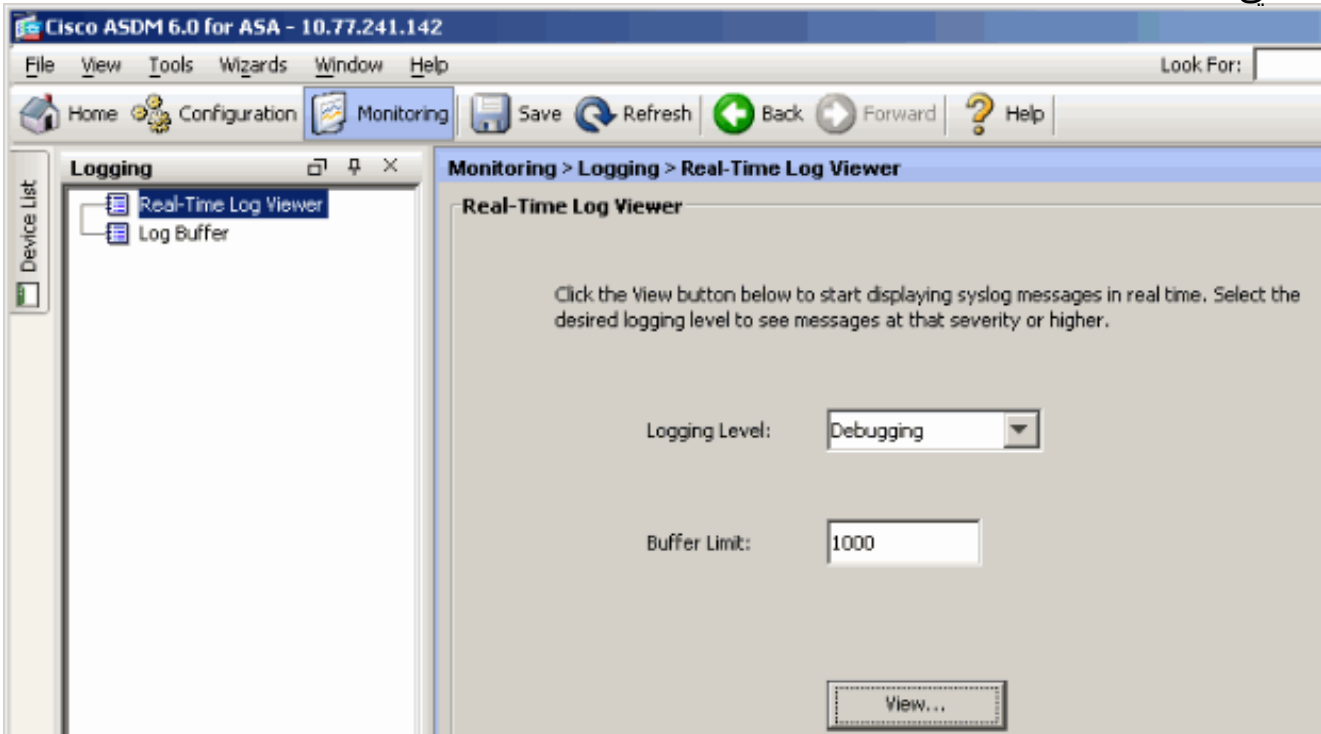 Cisco ASDM 6.0 for ASA - 10.77.241.142
File View Tools Wizards Window Help Look For:
Home Configuration Monitoring Save Refresh Back Forward Help
Device List
Logging
Real-Time Log Viewer
Log Buffer
Monitoring > Logging > Real-Time Log Viewer
Real-Time Log Viewer
Click the View button below to start displaying syslog messages in real time. Select the
desired logging level to see messages at that severity or higher.
Logging Level: Debugging
Buffer Limit: 1000
View...